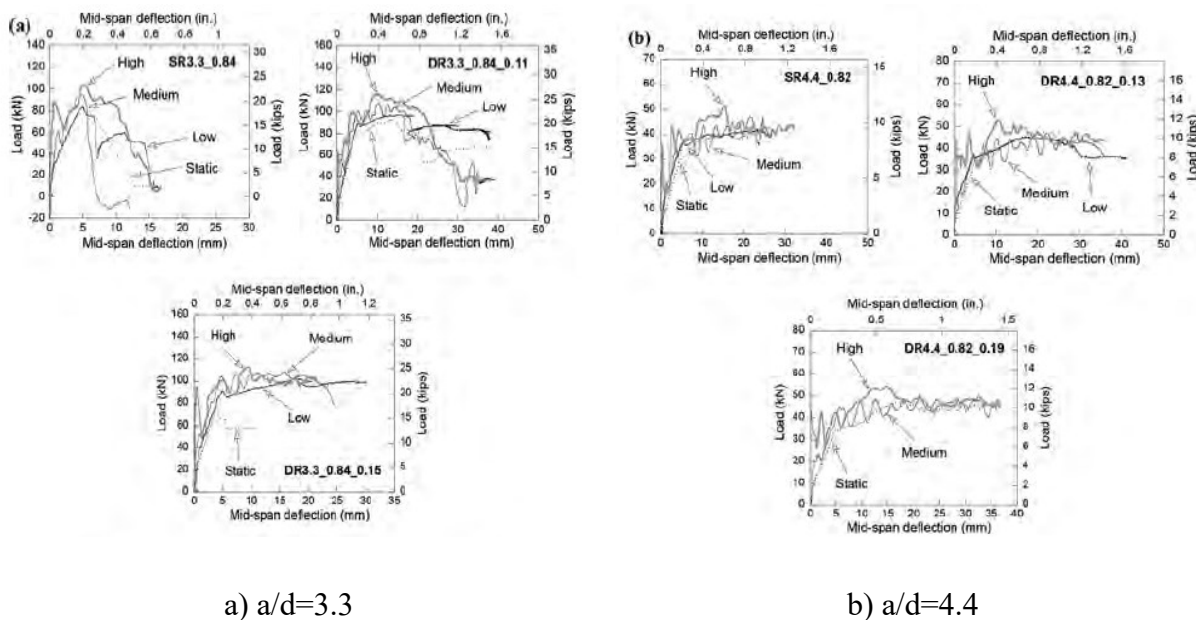 (a)
Mid-span deflection (in.)
0 0.2 0.4 0.6 0.8 1
Load (kN)
140
120
100
80
60
40
20
0
-20
SR3.3_0.84
High
Medium
Low
Static
30
25
20
15
10
5
0
Load (kips)
0 5 10 15 20 25 30
Mid-span deflection (mm)
Mid-span deflection (in.)
0 0.4 0.8 1.2 1.6
Load (kN)
160
140
120
100
80
60
40
20
0
DR3.3_0.84_0.11
High
Medium
Low
Static
35
30
25
20
15
10
5
0
Load (kips)
0 10 20 30 40 50
Mid-span deflection (mm)
Mid-span deflection (in.)
0 0.2 0.4 0.6 0.8 1 1.2
Load (kN)
160
140
120
100
80
60
40
20
0
High
Medium
Low
Static
DR3.3_0.84_0.15
35
30
25
20
15
10
5
0
Load (kips)
0 5 10 15 20 25 30 35
Mid-span deflection (mm)
a) a/d=3.3
(b)
Mid-span deflection (in.)
0 0.4 0.8 1.2 1.6
Load (kN)
70
60
50
40
30
20
10
0
SR4.4_0.82
High
Medium
Low
Static
15
10
5
0
Load (kips)
0 10 20 30 40 50
Mid-span deflection (mm)
Mid-span deflection (in.)
0 0.4 0.8 1.2 1.6
Load (kN)
80
70
60
50
40
30
20
10
0
DR4.4_0.82_0.13
High
Static
Medium
Low
16
14
12
10
8
6
4
2
0
Load (kips)
0 10 20 30 40 50
Mid-span deflection (mm)
Mid-span deflection (in.)
0 0.5 1 1.5
Load (kN)
80
70
60
50
40
30
20
10
0
High
DR4.4_0.82_0.19
Medium
Static
16
14
12
10
8
6
4
2
0
Load (kips)
0 5 10 15 20 25 30 35 40
Mid-span deflection (mm)
b) a/d=4.4